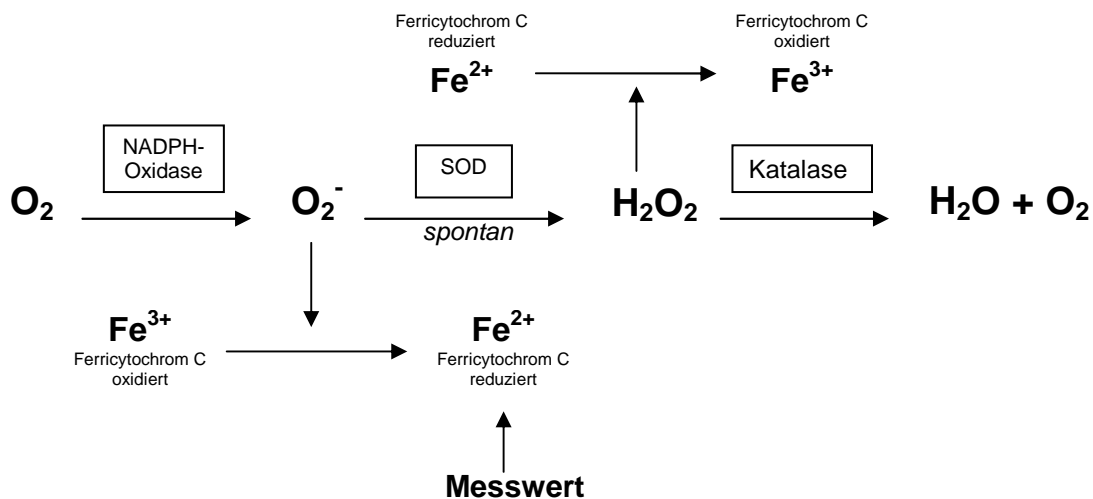 Ferricytochrom C
reduziert
Fe²⁺
Ferricytochrom C
oxidiert
Fe³⁺
NADPH-
Oxidase
SOD
Katalase
O₂
O₂⁻
spontan
H₂O₂
H₂O + O₂
Fe³⁺
Ferricytochrom C
oxidiert
Fe²⁺
Ferricytochrom C
reduziert
Messwert